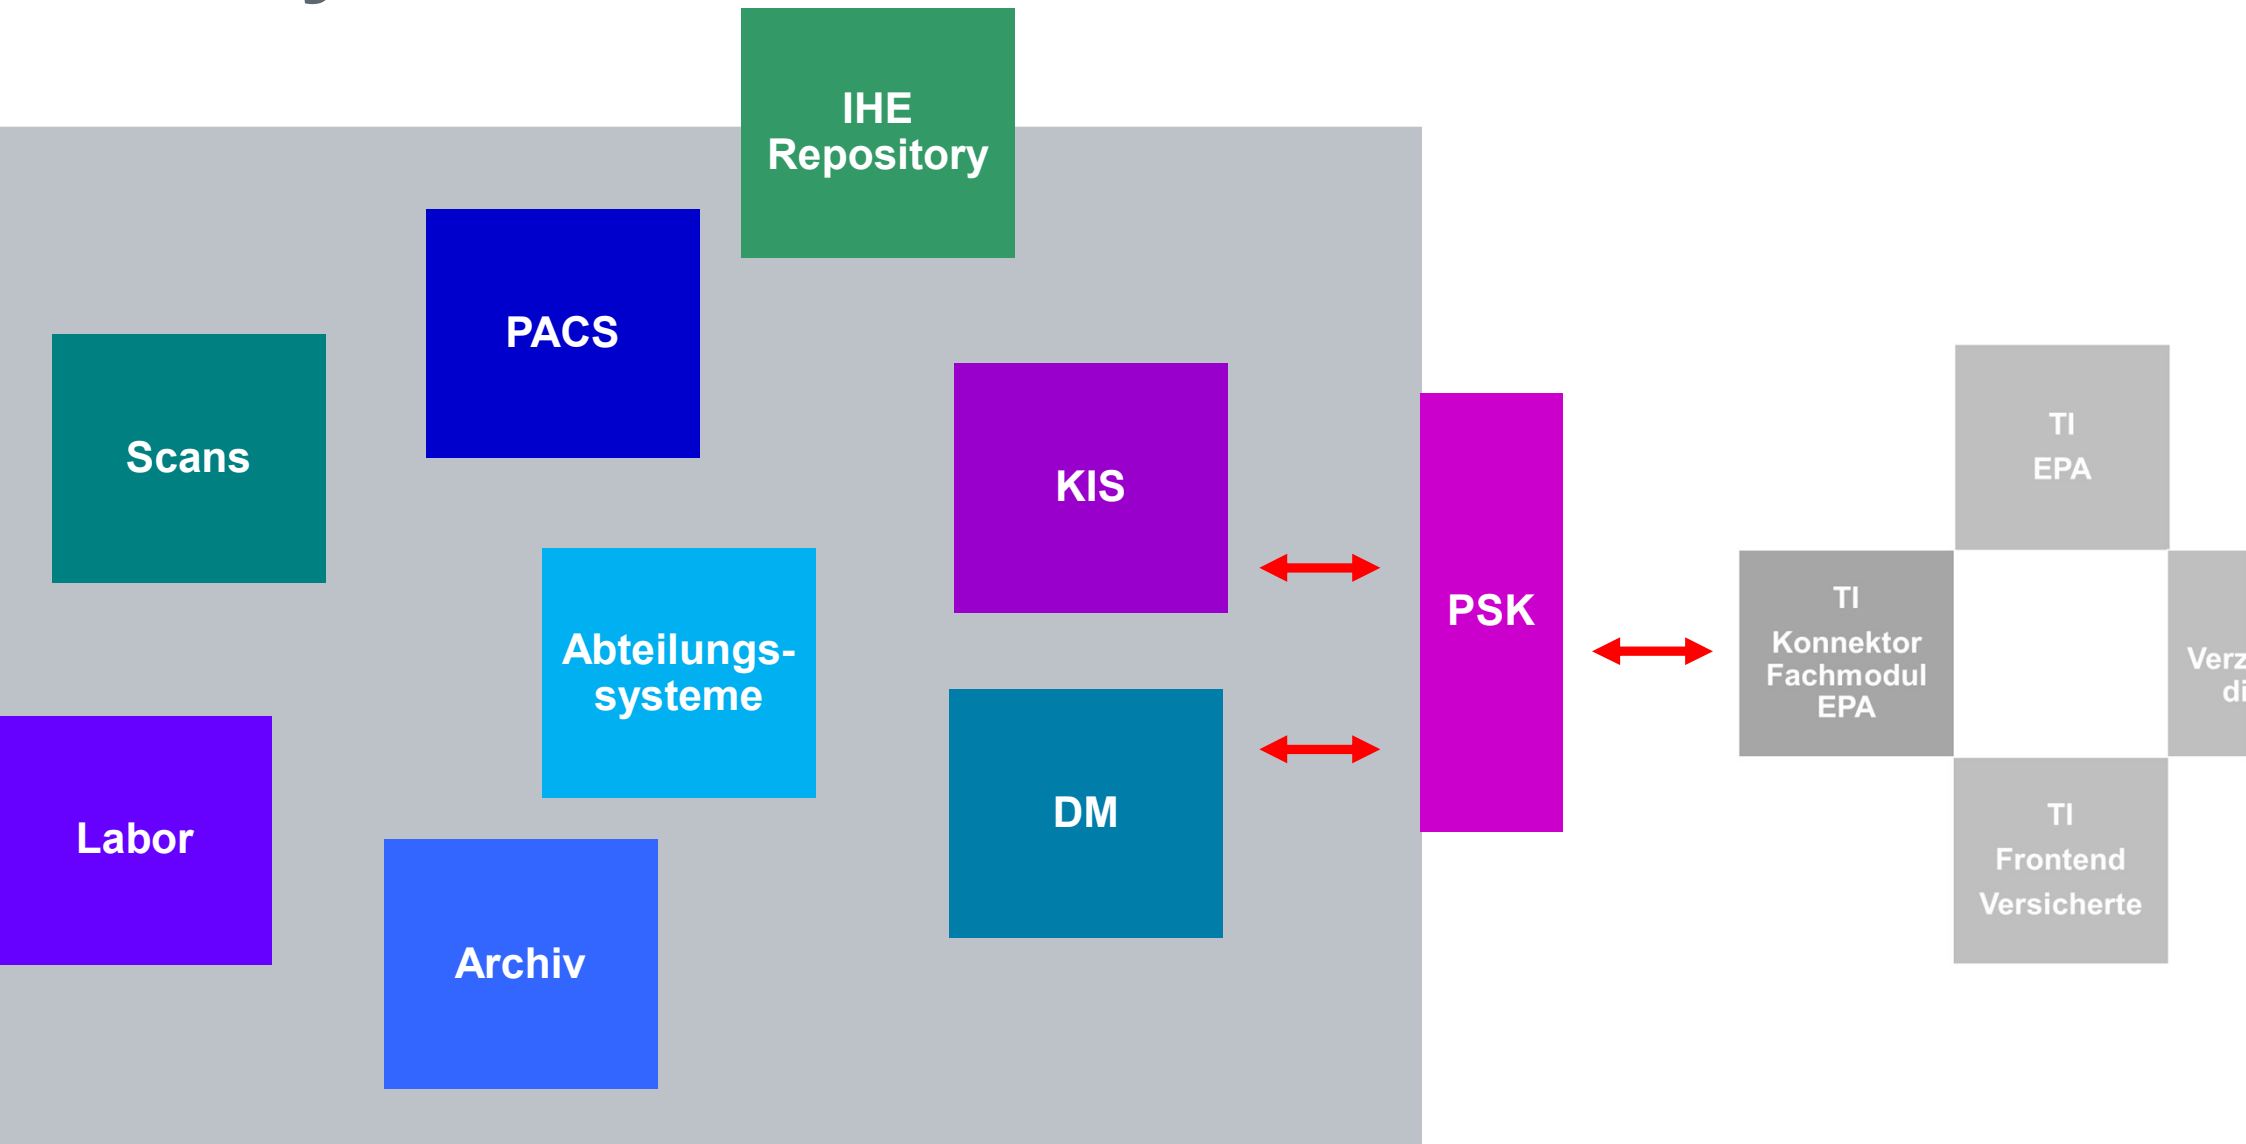 IHE
Repository
PACS
Scans
KIS
Abteilungs-
systeme
PSK
Labor
DM
Archiv
TI
EPA
TI
Konnektor
Fachmodul
EPA
TI
Frontend
Versicherte